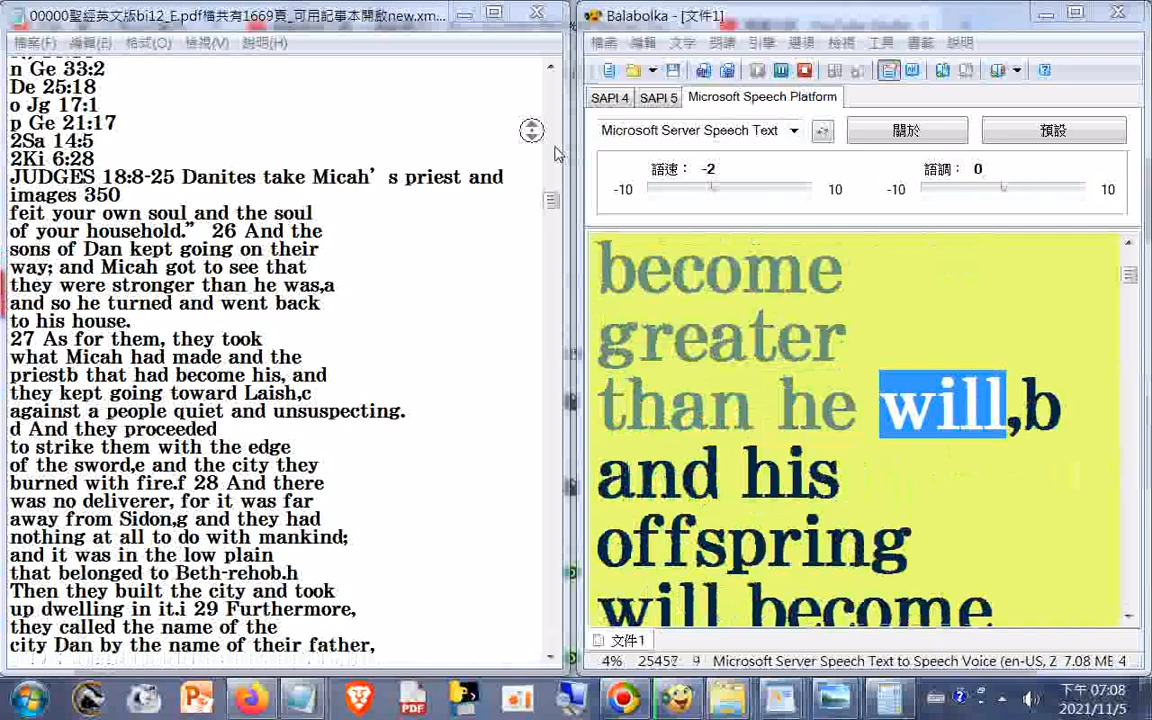 00000聖經英文版bi12_E.pdf檔共有1669頁_可用記事本開啟new.xm...
檔案(F) 編輯(E) 格式(O) 檢視(V) 說明(H)
n Ge 33:2
De 25:18
o Jg 17:1
p Ge 21:17
2Sa 14:5
2Ki 6:28
JUDGES 18:8-25 Danites take Micah’s priest and
images 350
feit your own soul and the soul
of your household.” 26 And the
sons of Dan kept going on their
way; and Micah got to see that
they were stronger than he was,a
and so he turned and went back
to his house.
27 As for them, they took
what Micah had made and the
priestb that had become his, and
they kept going toward Laish,c
against a people quiet and unsuspecting.
d And they proceeded
to strike them with the edge
of the sword,e and the city they
burned with fire.f 28 And there
was no deliverer, for it was far
away from Sidon,g and they had
nothing at all to do with mankind;
and it was in the low plain
that belonged to Beth-rehob.h
Then they built the city and took
up dwelling in it.i 29 Furthermore,
they called the name of the
city Dan by the name of their father,
Balabolka - [文件1]
檔案 編輯 文字 朗讀 引擎 選項 檢視 工具 書籤 說明
SAPI 4 SAPI 5 Microsoft Speech Platform
Microsoft Server Speech Text 關於 預設
語速： -2 語調： 0
-10 10 -10 10
become
greater
than he will,b
and his
offspring
will become
文件1
4% 25457 Microsoft Server Speech Text to Speech Voice (en-US, Z 7.08 ME 4
PDF
下午 07:08
2021/11/5